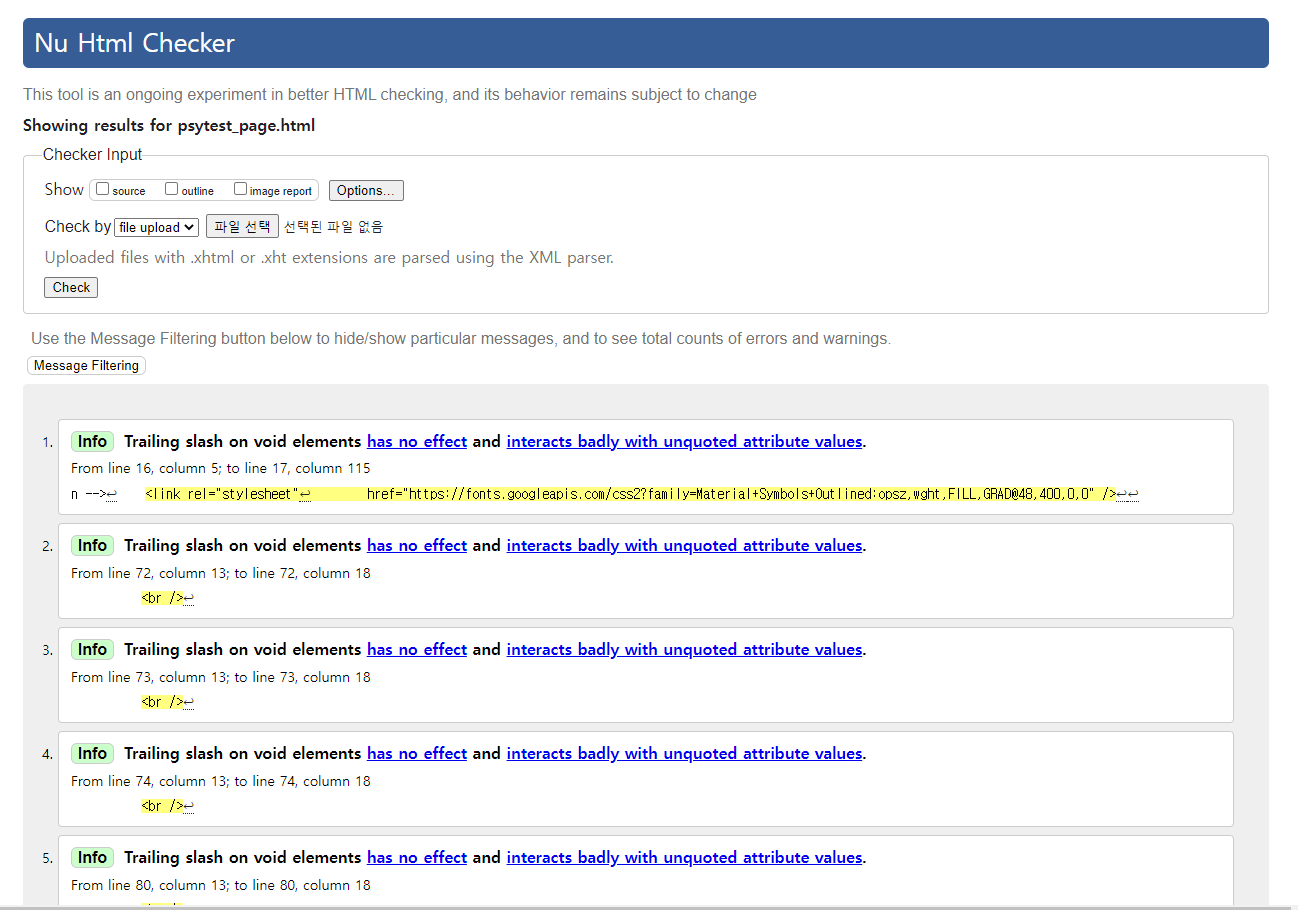 Nu Html Checker
This tool is an ongoing experiment in better HTML checking, and its behavior remains subject to change
Showing results for psytest_page.html
Checker Input
Show source outline image report Options...
Check by file upload 파일 선택 선택된 파일 없음
Uploaded files with .xhtml or .xht extensions are parsed using the XML parser.
Check
Use the Message Filtering button below to hide/show particular messages, and to see total counts of errors and warnings.
Message Filtering
1. Info Trailing slash on void elements has no effect and interacts badly with unquoted attribute values.
From line 16, column 5; to line 17, column 115
n -->↩ <link rel="stylesheet"↩ href="https://fonts.googleapis.com/css2?family=Material+Symbols+Outlined:opsz,wght,FILL,GRAD@48,400,0,0" />↩↩
2. Info Trailing slash on void elements has no effect and interacts badly with unquoted attribute values.
From line 72, column 13; to line 72, column 18
<br />↩
3. Info Trailing slash on void elements has no effect and interacts badly with unquoted attribute values.
From line 73, column 13; to line 73, column 18
<br />↩
4. Info Trailing slash on void elements has no effect and interacts badly with unquoted attribute values.
From line 74, column 13; to line 74, column 18
<br />↩
5. Info Trailing slash on void elements has no effect and interacts badly with unquoted attribute values.
From line 80, column 13; to line 80, column 18